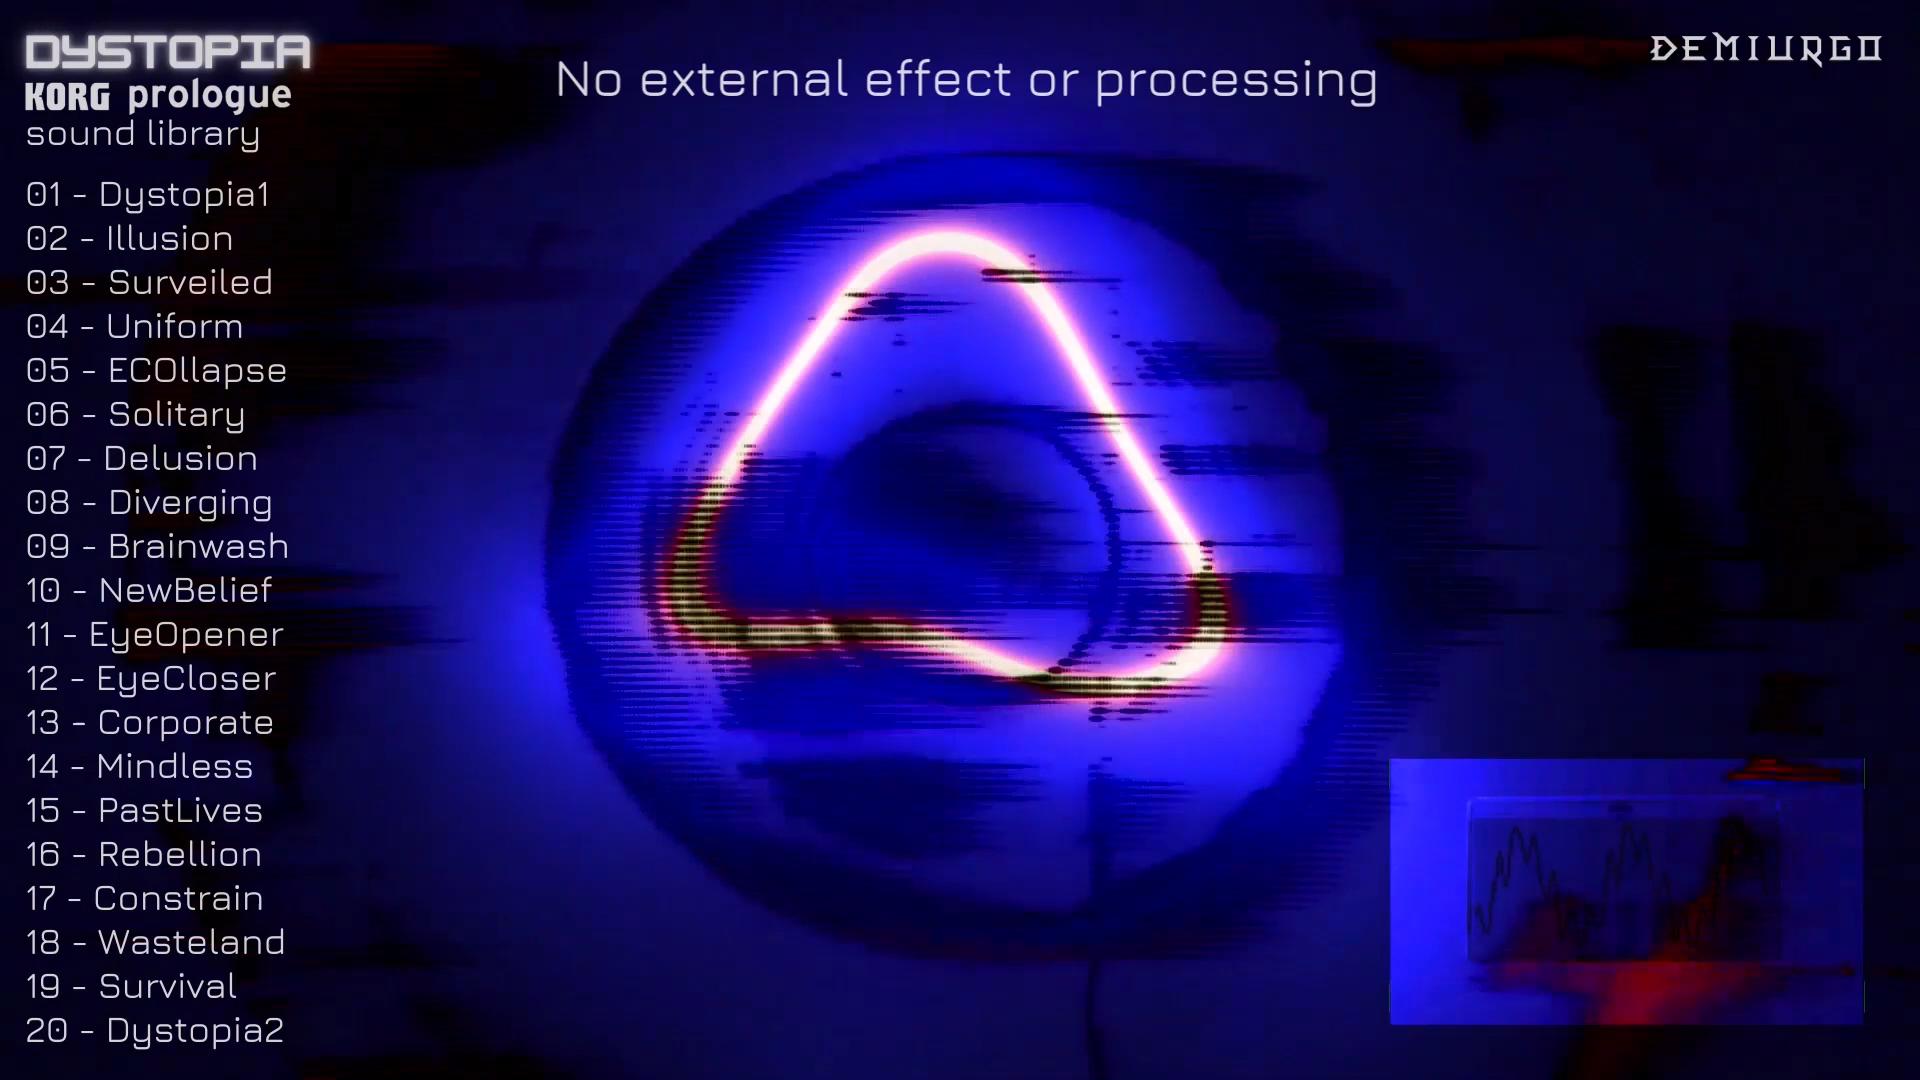 DYSTOPIA
KORG prologue
sound library
No external effect or processing
DEMIURGO
01 - Dystopia1
02 - Illusion
03 - Surveiled
04 - Uniform
05 - ECOllapse
06 - Solitary
07 - Delusion
08 - Diverging
09 - Brainwash
10 - NewBelief
11 - EyeOpener
12 - EyeCloser
13 - Corporate
14 - Mindless
15 - PastLives
16 - Rebellion
17 - Constrain
18 - Wasteland
19 - Survival
20 - Dystopia2